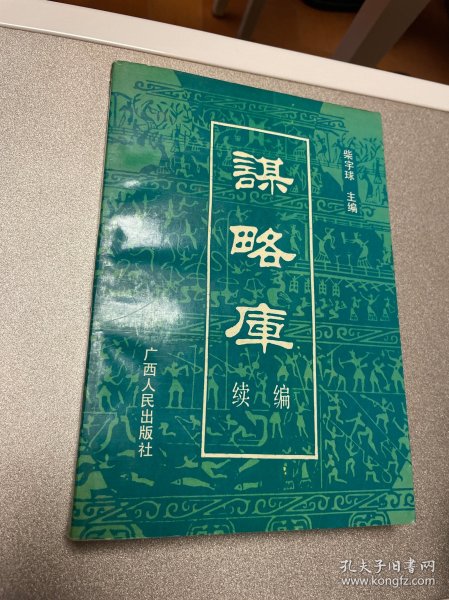 謀略庫
续编
柴宇球 主编
广西人民出版社
孔夫子旧书网
www.kongfz.com